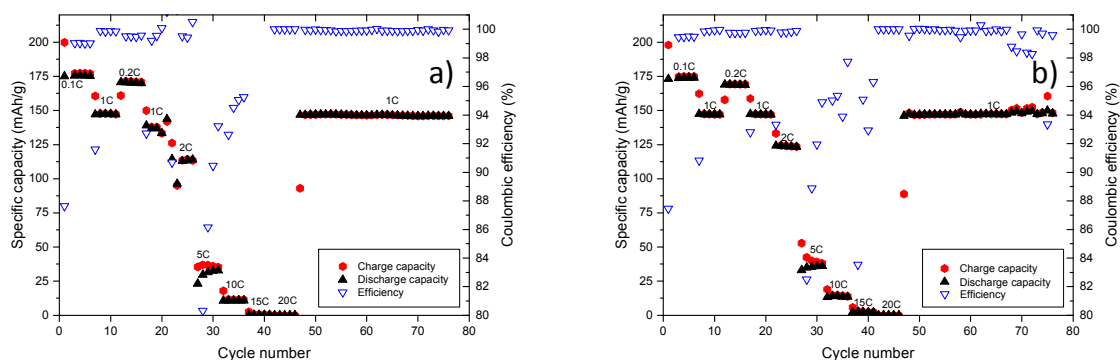 200
175
150
125
100
75
50
25
0
Specific capacity (mAh/g)
0 10 20 30 40 50 60 70 80
Cycle number
100
98
96
94
92
90
88
86
84
82
80
Coulombic efficiency (%)
a)
0.1C
1C
0.2C
1C
2C
5C
10C
15C
20C
1C
Charge capacity
Discharge capacity
Efficiency
200
175
150
125
100
75
50
25
0
Specific capacity (mAh/g)
0 10 20 30 40 50 60 70 80
Cycle number
100
98
96
94
92
90
88
86
84
82
80
Coulombic efficiency (%)
b)
0.1C
1C
0.2C
1C
2C
5C
10C
15C
20C
1C
Charge capacity
Discharge capacity
Efficiency